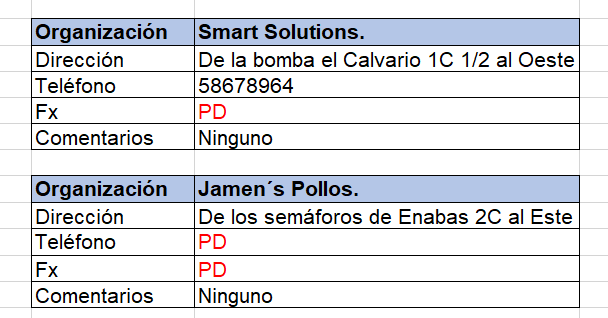 Organización Smart Solutions.
Dirección De la bomba el Calvario 1C 1/2 al Oeste
Teléfono 58678964
Fx PD
Comentarios Ninguno
Organización Jamen´s Pollos.
Dirección De los semáforos de Enabas 2C al Este
Teléfono PD
Fx PD
Comentarios Ninguno